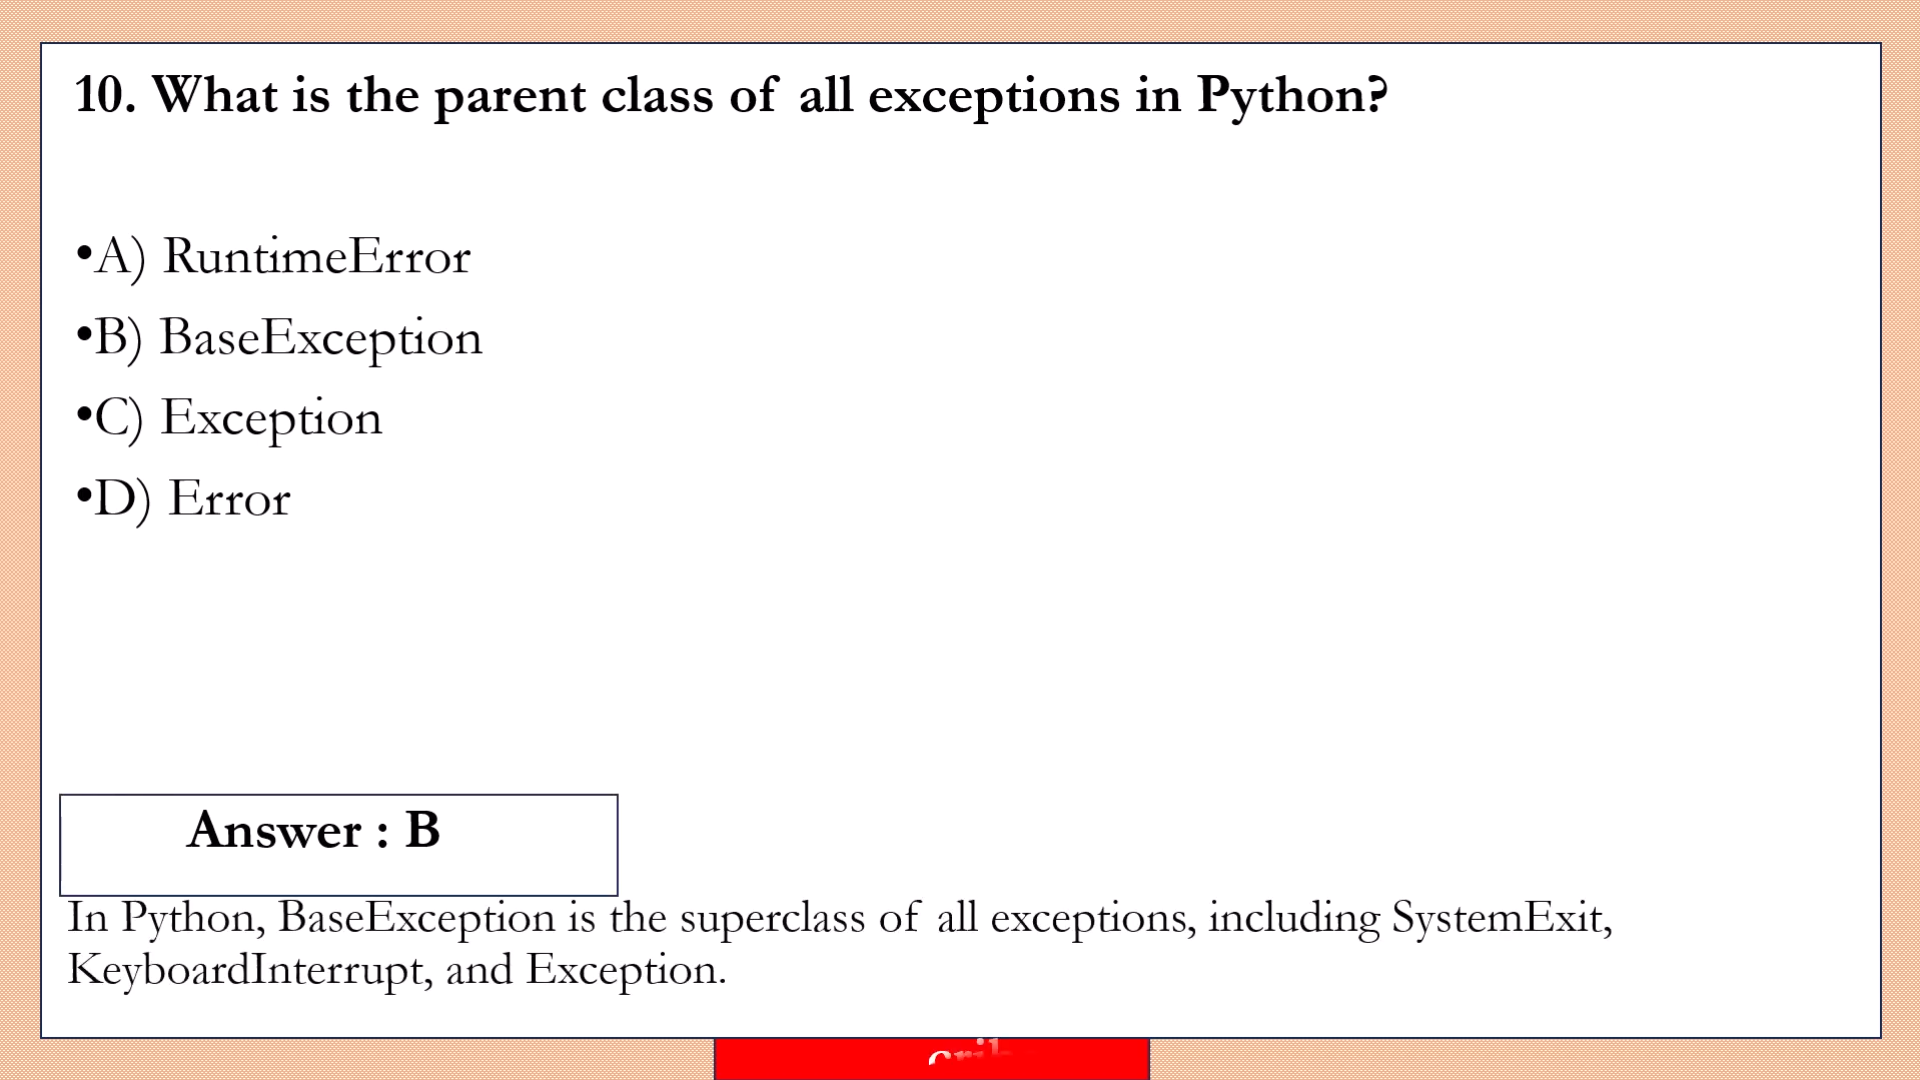 10. What is the parent class of all exceptions in Python?
•A) RuntimeError
•B) BaseException
•C) Exception
•D) Error
Answer : B
In Python, BaseException is the superclass of all exceptions, including SystemExit,
KeyboardInterrupt, and Exception.